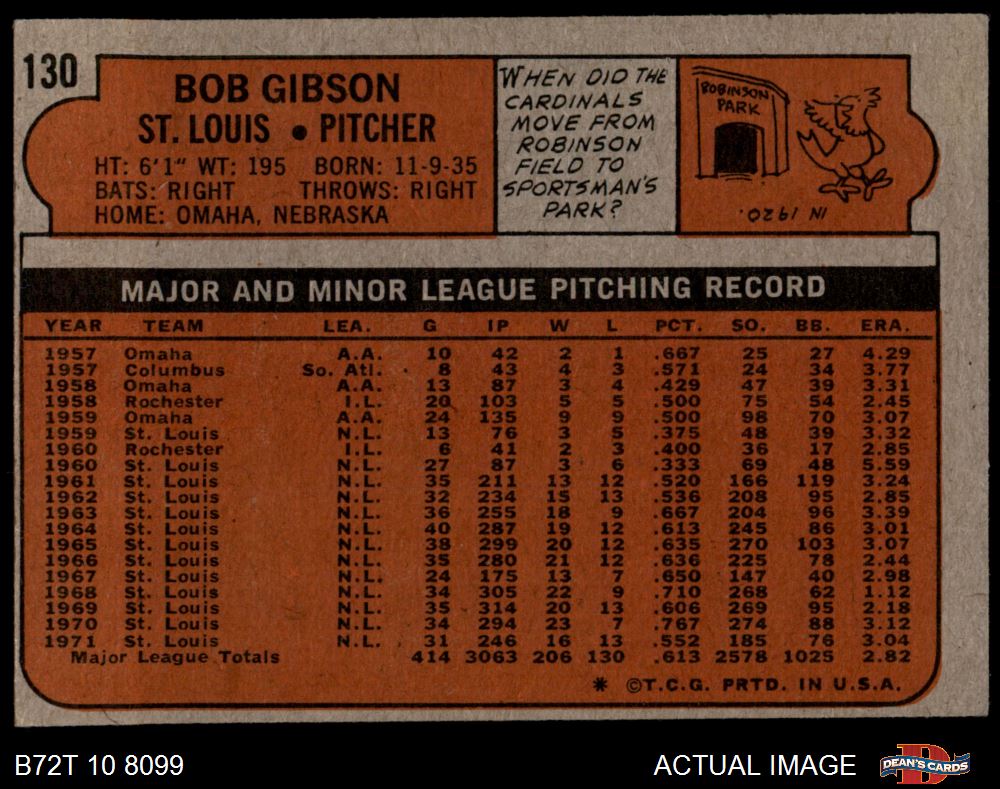 130
BOB GIBSON
ST. LOUIS • PITCHER
HT: 6'1" WT: 195 BORN: 11-9-35
BATS: RIGHT THROWS: RIGHT
HOME: OMAHA, NEBRASKA
WHEN DID THE
CARDINALS
MOVE FROM
ROBINSON
FIELD TO
SPORTSMAN'S
PARK?
ROBINSON
PARK
IN 1920.
MAJOR AND MINOR LEAGUE PITCHING RECORD
YEAR TEAM LEA. G IP W L PCT. SO. BB. ERA.
1957 Omaha A.A. 10 42 2 1 .667 25 27 4.29
1957 Columbus So. Atl. 8 43 4 3 .571 24 34 3.77
1958 Omaha A.A. 13 87 3 4 .429 47 39 3.31
1958 Rochester I.L. 20 103 5 5 .500 75 54 2.45
1959 Omaha A.A. 24 135 9 9 .500 98 70 3.07
1959 St. Louis N.L. 13 76 3 5 .375 48 39 3.32
1960 Rochester I.L. 6 41 2 3 .400 36 17 2.85
1960 St. Louis N.L. 27 87 3 6 .333 69 48 5.59
1961 St. Louis N.L. 35 211 13 12 .520 166 119 3.24
1962 St. Louis N.L. 32 234 15 13 .536 208 95 2.85
1963 St. Louis N.L. 36 255 18 9 .667 204 96 3.39
1964 St. Louis N.L. 40 287 19 12 .613 245 86 3.01
1965 St. Louis N.L. 38 299 20 12 .635 270 103 3.07
1966 St. Louis N.L. 35 280 21 12 .636 225 78 2.44
1967 St. Louis N.L. 24 175 13 7 .650 147 40 2.98
1968 St. Louis N.L. 34 305 22 9 .710 268 62 1.12
1969 St. Louis N.L. 35 314 20 13 .606 269 95 2.18
1970 St. Louis N.L. 34 294 23 7 .767 274 88 3.12
1971 St. Louis N.L. 31 246 16 13 .552 185 76 3.04
Major League Totals 414 3063 206 130 .613 2578 1025 2.82
* ©T.C.G. PRTD. IN U.S.A.
B72T 10 8099
ACTUAL IMAGE
D
DEAN'S CARDS